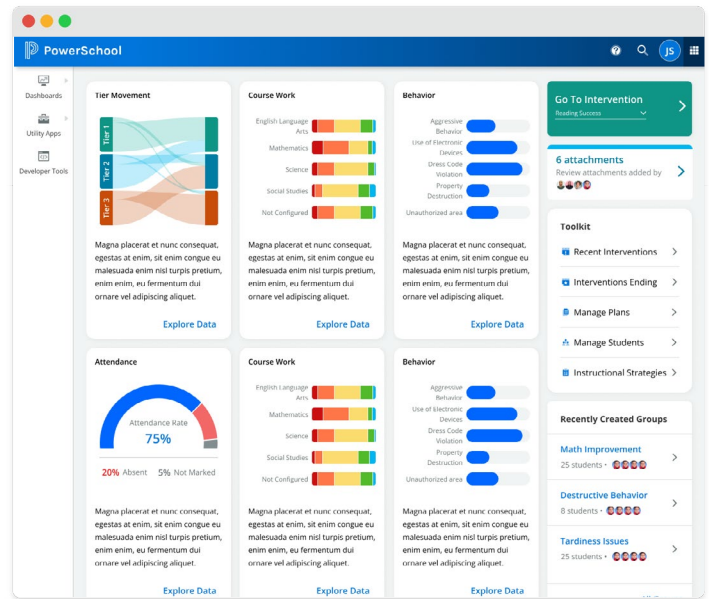 PowerSchool
JS
Dashboards
Utility Apps
Developer Tools
Tier Movement
Tier 1
Tier 2
Tier 3
Magna placerat et nunc consequat,
egestas at enim, sit enim congue eu
malesuada enim nisl turpis pretium,
enim enim, eu fermentum dui
ornare vel adipiscing aliquet.
Explore Data
Course Work
English Language
Arts
Mathematics
Science
Social Studies
Not Configured
Magna placerat et nunc consequat,
egestas at enim, sit enim congue eu
malesuada enim nisl turpis pretium,
enim enim, eu fermentum dui
ornare vel adipiscing aliquet.
Explore Data
Behavior
Aggressive
Behavior
Use of Electronic
Devices
Dress Code
Violation
Property
Destruction
Unauthorized area
Magna placerat et nunc consequat,
egestas at enim, sit enim congue eu
malesuada enim nisl turpis pretium,
enim enim, eu fermentum dui
ornare vel adipiscing aliquet.
Explore Data
Attendance
Attendance Rate
75%
20% Absent 5% Not Marked
Magna placerat et nunc consequat,
egestas at enim, sit enim congue eu
malesuada enim nisl turpis pretium,
enim enim, eu fermentum dui
ornare vel adipiscing aliquet.
Explore Data
Course Work
English Language
Arts
Mathematics
Science
Social Studies
Not Configured
Magna placerat et nunc consequat,
egestas at enim, sit enim congue eu
malesuada enim nisl turpis pretium,
enim enim, eu fermentum dui
ornare vel adipiscing aliquet.
Explore Data
Behavior
Aggressive
Behavior
Use of Electronic
Devices
Dress Code
Violation
Property
Destruction
Unauthorized area
Magna placerat et nunc consequat,
egestas at enim, sit enim congue eu
malesuada enim nisl turpis pretium,
enim enim, eu fermentum dui
ornare vel adipiscing aliquet.
Explore Data
Go To Intervention
Reading Success
6 attachments
Review attachments added by
Toolkit
Recent Interventions
Interventions Ending
Manage Plans
Manage Students
Instructional Strategies
Recently Created Groups
Math Improvement
25 students •
Destructive Behavior
8 students •
Tardiness Issues
25 students •